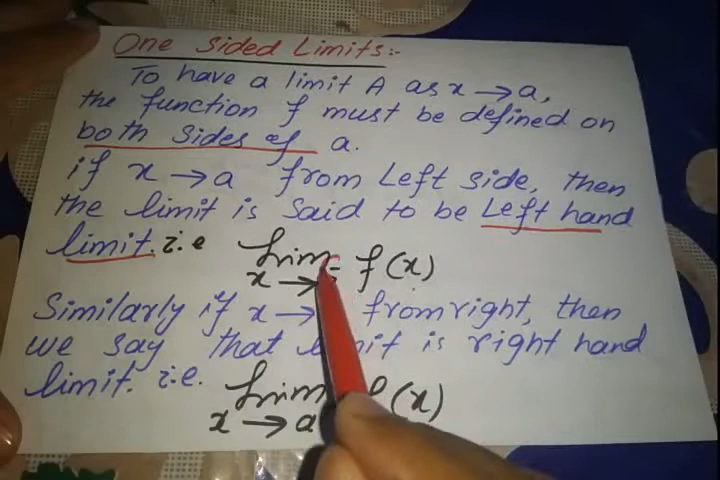 One Sided Limits:-
To have a limit A as x → a,
the function f must be defined on
both sides of a.
if x → a from Left side, then
the limit is said to be Left hand
limit. i.e lim f(x)
x →
Similarly if x → from right, then
we say that limit is right hand
limit. i.e. lim (x)
x → a